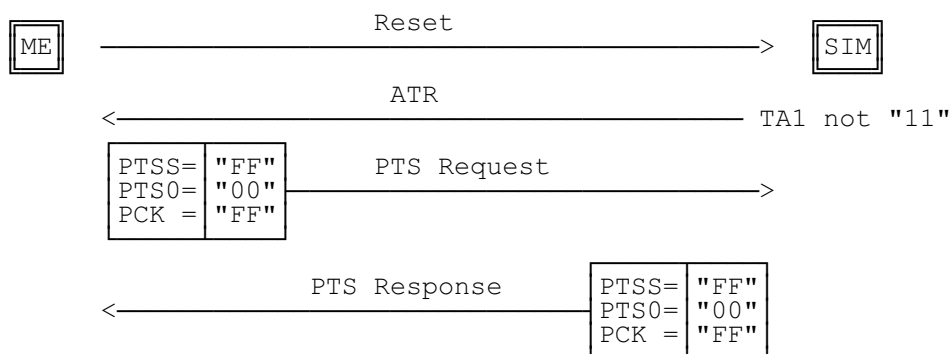 Reset
ME
SIM
ATR
TA1 not "11"
PTSS= "FF"
PTS0= "00"
PCK = "FF"
PTS Request
PTS Response
PTSS= "FF"
PTS0= "00"
PCK = "FF"